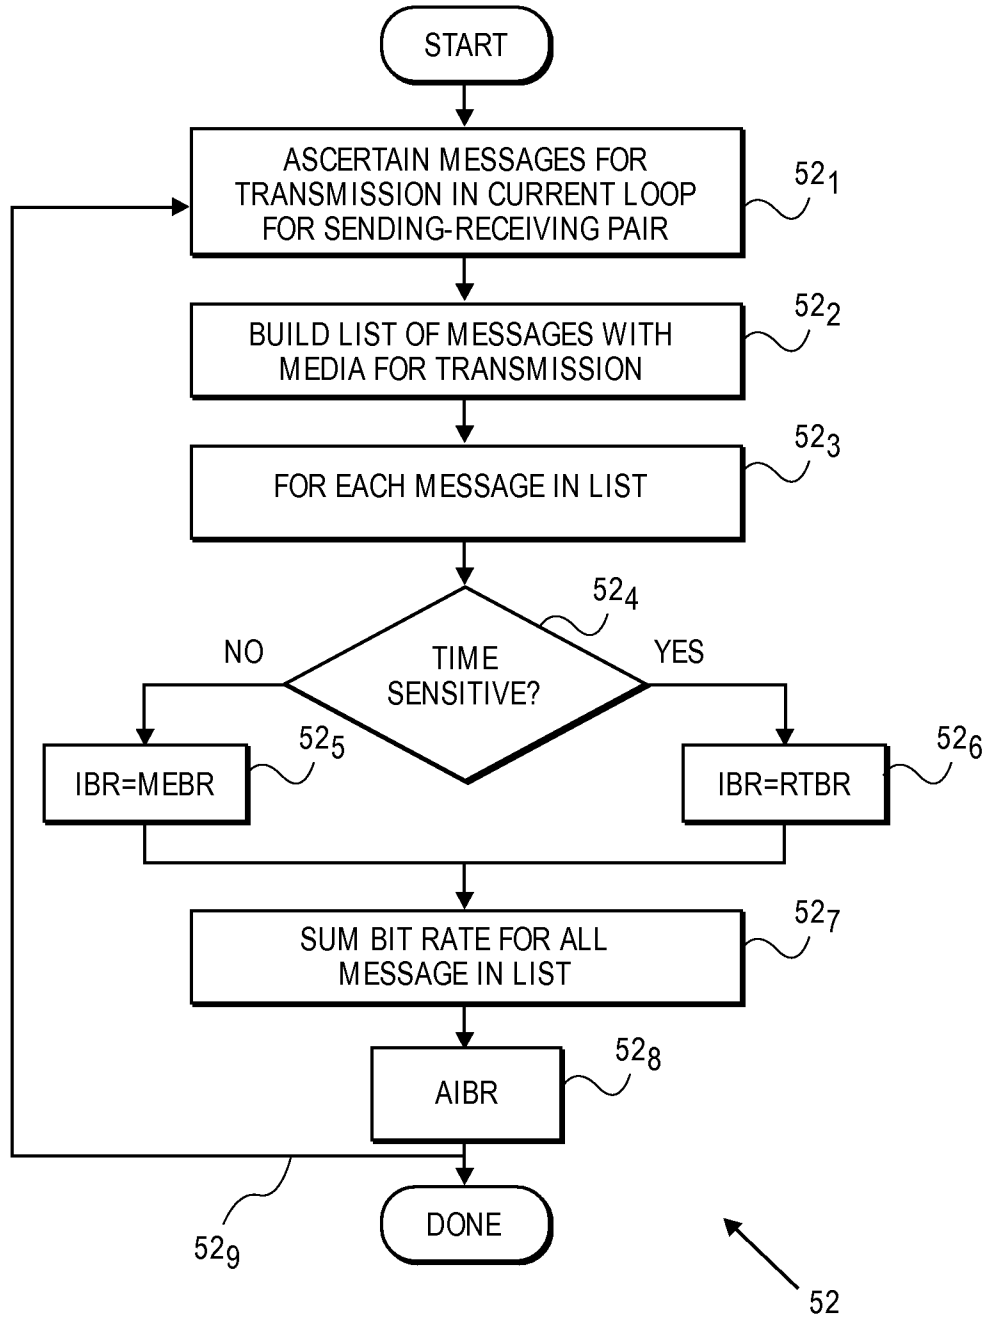 START
ASCERTAIN MESSAGES FOR
TRANSMISSION IN CURRENT LOOP
FOR SENDING-RECEIVING PAIR
52₁
BUILD LIST OF MESSAGES WITH
MEDIA FOR TRANSMISSION
52₂
FOR EACH MESSAGE IN LIST
52₃
TIME
SENSITIVE?
52₄
NO
YES
IBR=MEBR
52₅
IBR=RTBR
52₆
SUM BIT RATE FOR ALL
MESSAGE IN LIST
52₇
AIBR
52₈
52₉
DONE
52